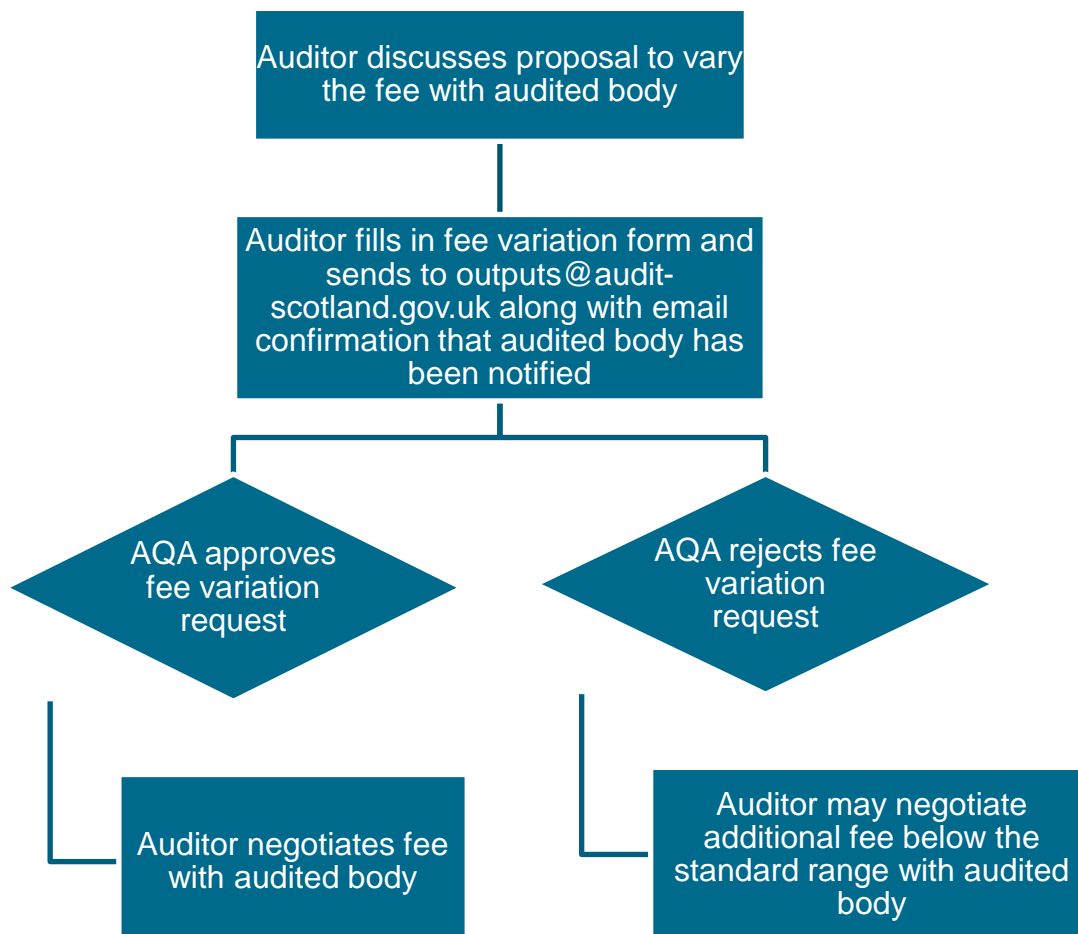 Auditor discusses proposal to vary
the fee with audited body
Auditor fills in fee variation form and
sends to outputs@audit-
scotland.gov.uk along with email
confirmation that audited body has
been notified
AQA approves
fee variation
request
AQA rejects fee
variation
request
Auditor negotiates fee
with audited body
Auditor may negotiate
additional fee below the
standard range with audited
body